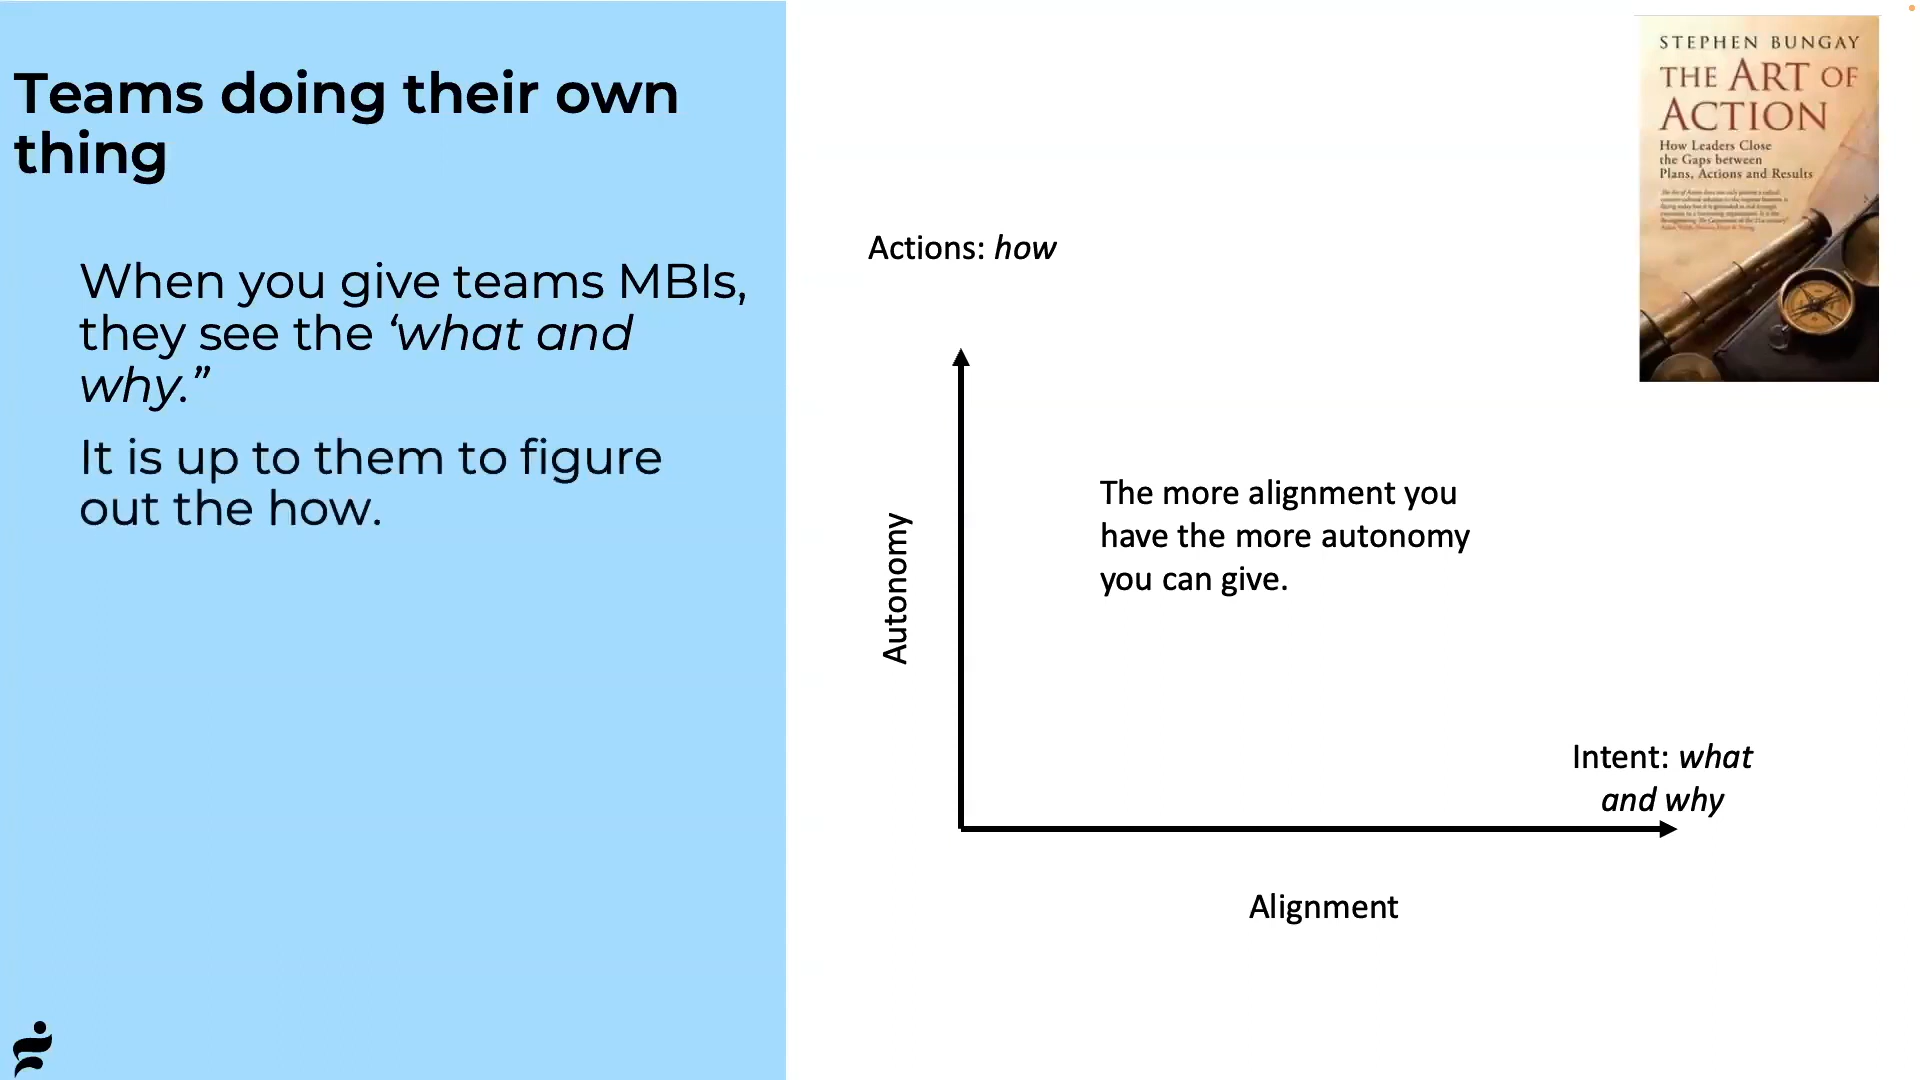 Teams doing their own
thing
When you give teams MBIs,
they see the ‘what and
why.”
It is up to them to figure
out the how.
STEPHEN BUNGAY
THE ART OF
ACTION
How Leaders Close
the Gaps between
Plans, Actions and Results
Actions: how
Autonomy
The more alignment you
have the more autonomy
you can give.
Intent: what
and why
Alignment